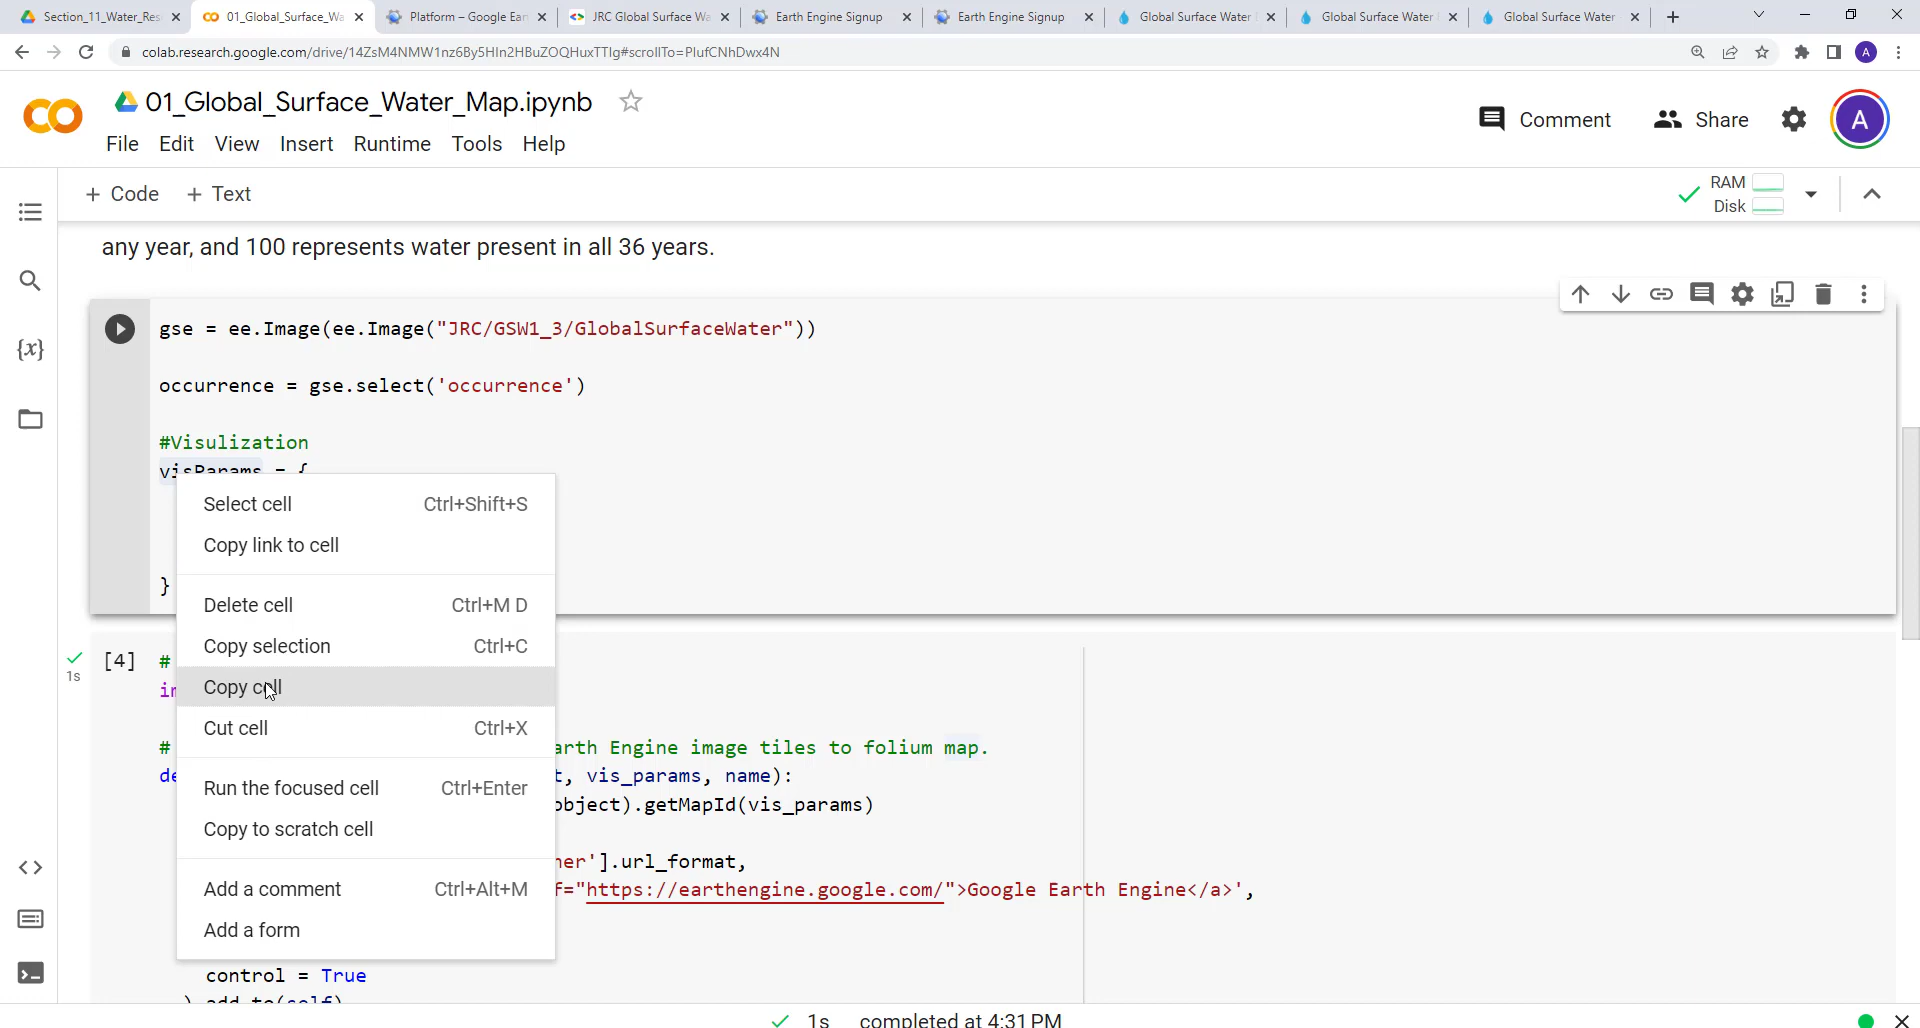 Section_11_Water_Res
01_Global_Surface_Wa
Platform – Google Ear
JRC Global Surface Wa
Earth Engine Signup
Earth Engine Signup
Global Surface Water
Global Surface Water
Global Surface Water
colab.research.google.com/drive/14ZsM4NMW1nz6By5HIn2HBuZOQHuxTTIg#scrollTo=PlufCNhDwx4N
A
01_Global_Surface_Water_Map.ipynb
Comment
Share
A
File Edit View Insert Runtime Tools Help
+ Code + Text
RAM
Disk
any year, and 100 represents water present in all 36 years.
gse = ee.Image(ee.Image("JRC/GSW1_3/GlobalSurfaceWater"))
occurrence = gse.select('occurrence')
#Visulization
visParams = {
}
Select cell Ctrl+Shift+S
Copy link to cell
Delete cell Ctrl+M D
Copy selection Ctrl+C
Copy cell
Cut cell Ctrl+X
Run the focused cell Ctrl+Enter
Copy to scratch cell
Add a comment Ctrl+Alt+M
Add a form
1s
[4] #
im
# arth Engine image tiles to folium map.
de t, vis_params, name):
object).getMapId(vis_params)
her'].url_format,
f="https://earthengine.google.com/">Google Earth Engine</a>',
control = True
).add_to(self)
1s completed at 4:31 PM